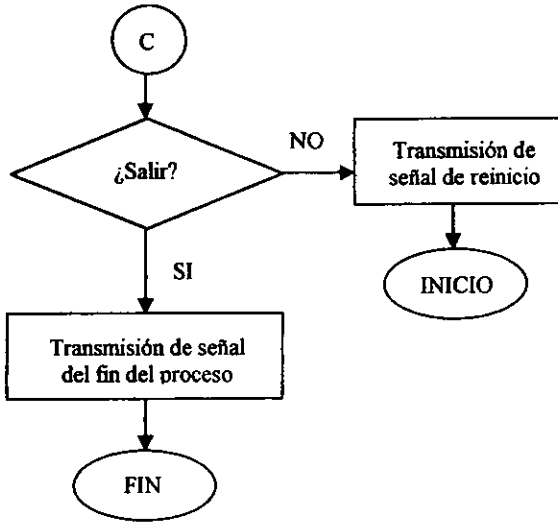 C
¿Salir?
NO
Transmisión de
señal de reinicio
INICIO
SI
Transmisión de señal
del fin del proceso
FIN